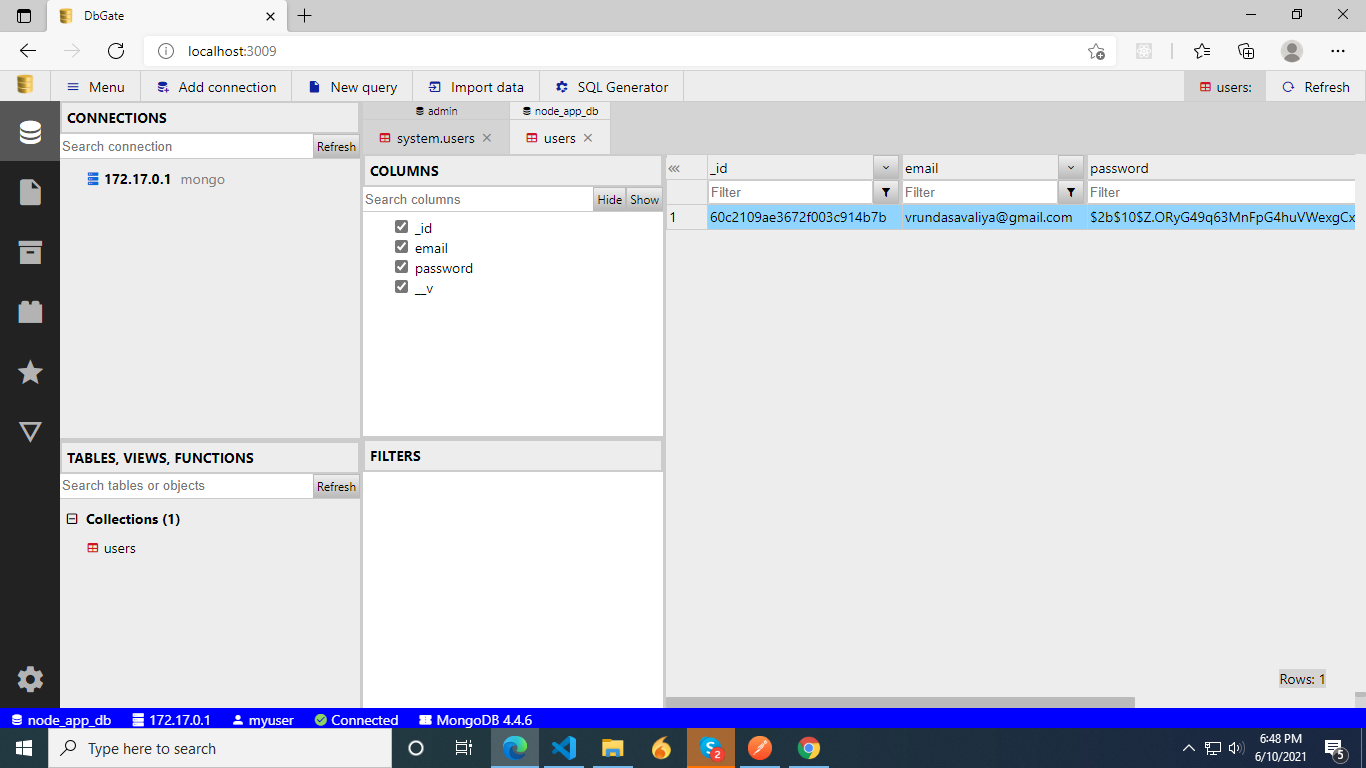 DbGate
localhost:3009
Menu
Add connection
New query
Import data
SQL Generator
users:
Refresh
CONNECTIONS
Search connection
Refresh
172.17.0.1 mongo
TABLES, VIEWS, FUNCTIONS
Search tables or objects
Refresh
Collections (1)
users
admin
system.users
node_app_db
users
COLUMNS
Search columns
Hide
Show
_id
email
password
__v
FILTERS
_id
email
password
Filter
Filter
Filter
1
60c2109ae3672f003c914b7b
vrundasavaliya@gmail.com
$2b$10$Z.ORyG49q63MnFpG4huVWexgCx
Rows: 1
node_app_db
172.17.0.1
myuser
Connected
MongoDB 4.4.6
Type here to search
2
6:48 PM
6/10/2021
5